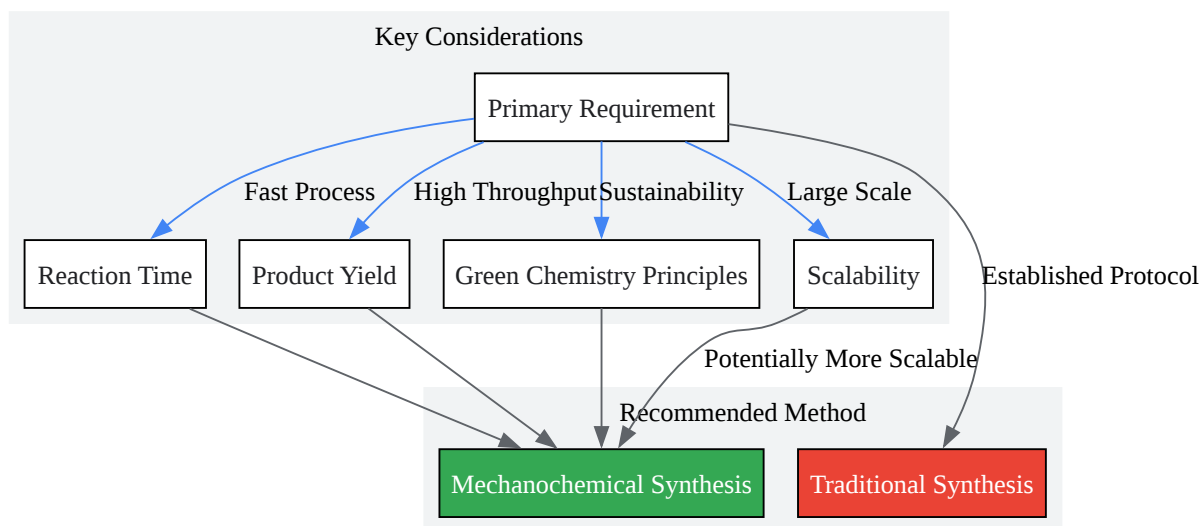 Key Considerations
Primary Requirement
Fast Process
High Throughput
Sustainability
Large Scale
Reaction Time
Product Yield
Green Chemistry Principles
Scalability
Established Protocol
Potentially More Scalable
Recommended Method
Mechanochemical Synthesis
Traditional Synthesis